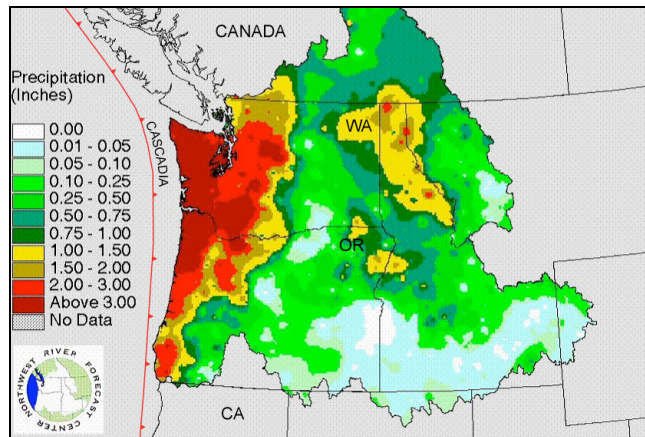 CANADA
Precipitation
(Inches)
0.00
0.01 - 0.05
0.05 - 0.10
0.10 - 0.25
0.25 - 0.50
0.50 - 0.75
0.75 - 1.00
1.00 - 1.50
1.50 - 2.00
2.00 - 3.00
Above 3.00
No Data
CASCADIA
WA
OR
CA
NORTHWEST RIVER FORECAST CENTER